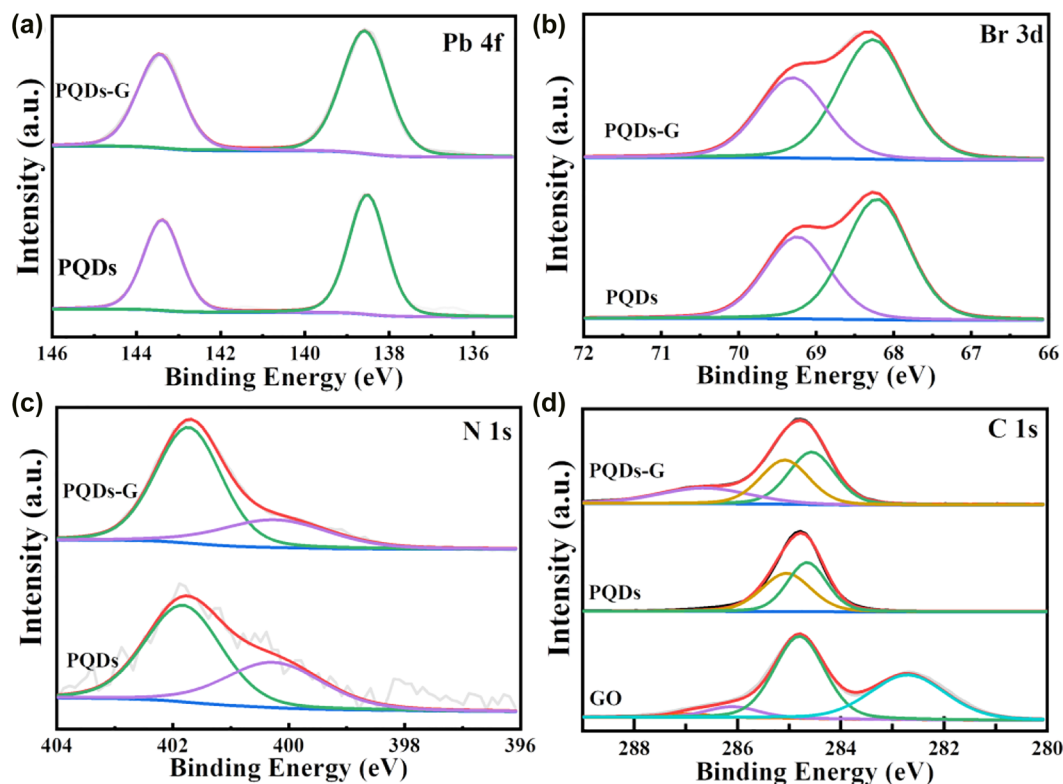 (a)
Pb 4f
PQDs-G
PQDs
Intensity (a.u.)
146 144 142 140 138 136
Binding Energy (eV)
(b)
Br 3d
PQDs-G
PQDs
Intensity (a.u.)
72 71 70 69 68 67 66
Binding Energy (eV)
(c)
N 1s
PQDs-G
PQDs
Intensity (a.u.)
404 402 400 398 396
Binding Energy (eV)
(d)
C 1s
PQDs-G
PQDs
GO
Intensity (a.u.)
288 286 284 282 280
Binding Energy (eV)